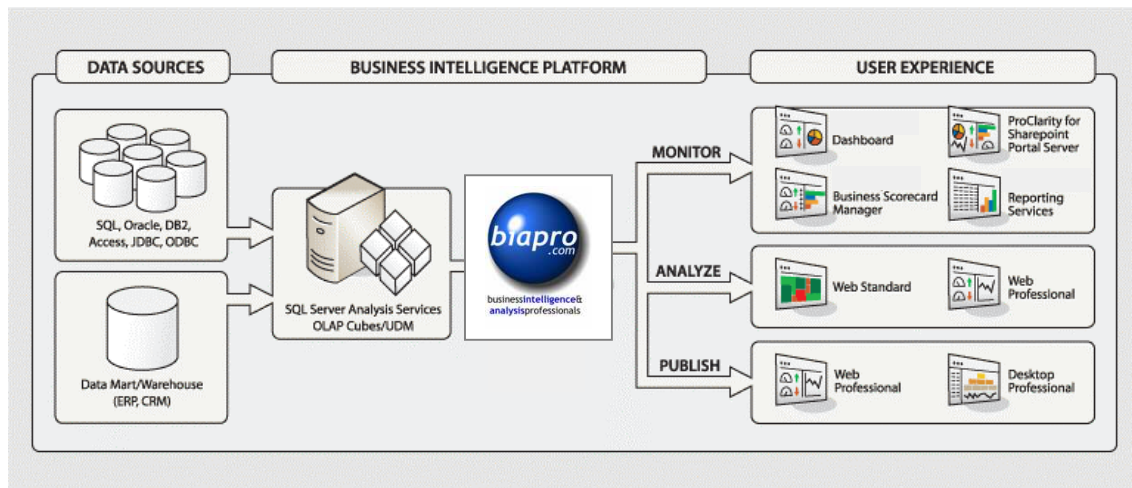 DATA SOURCES
BUSINESS INTELLIGENCE PLATFORM
USER EXPERIENCE
SQL, Oracle, DB2,
Access, JDBC, ODBC
Data Mart/Warehouse
(ERP, CRM)
SQL Server Analysis Services
OLAP Cubes/UDM
biapro
.com
businessintelligence&
analysisprofessionals
MONITOR
Dashboard
ProClarity for
Sharepoint
Portal Server
Business Scorecard
Manager
Reporting
Services
ANALYZE
Web Standard
Web
Professional
PUBLISH
Web
Professional
Desktop
Professional